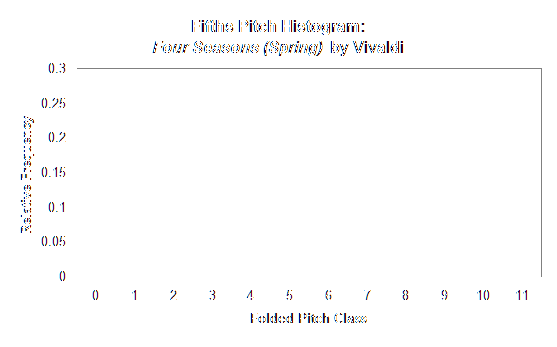 Fifths Pitch Histogram:
Four Seasons (Spring) by Vivaldi
0.3
0.25
0.2
0.15
0.1
0.05
0
Relative Frequency
0 1 2 3 4 5 6 7 8 9 10 11
Folded Pitch Class